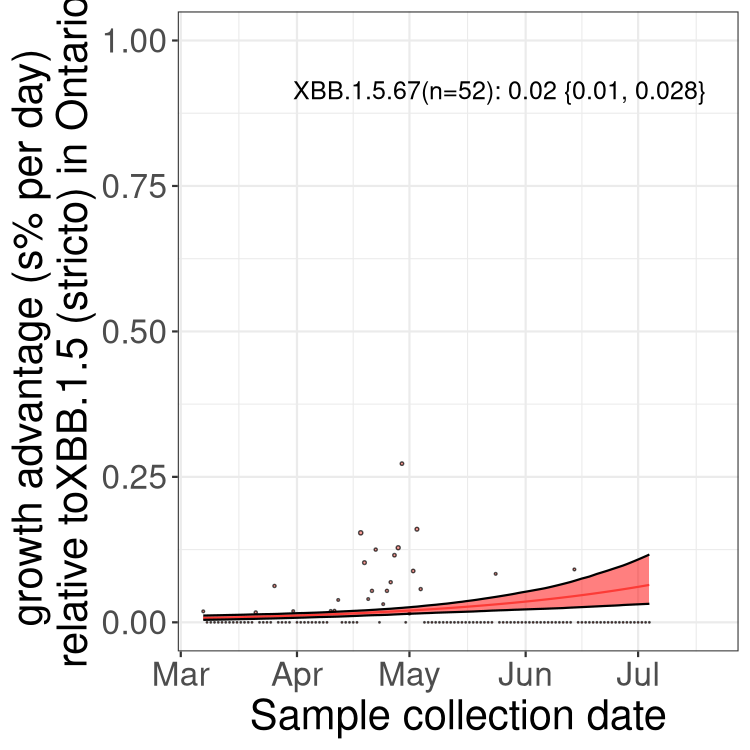 growth advantage (s% per day)
relative toXBB.1.5 (stricto) in Ontario
1.00
0.75
0.50
0.25
0.00
XBB.1.5.67(n=52): 0.02 {0.01, 0.028}
Mar Apr May Jun Jul
Sample collection date